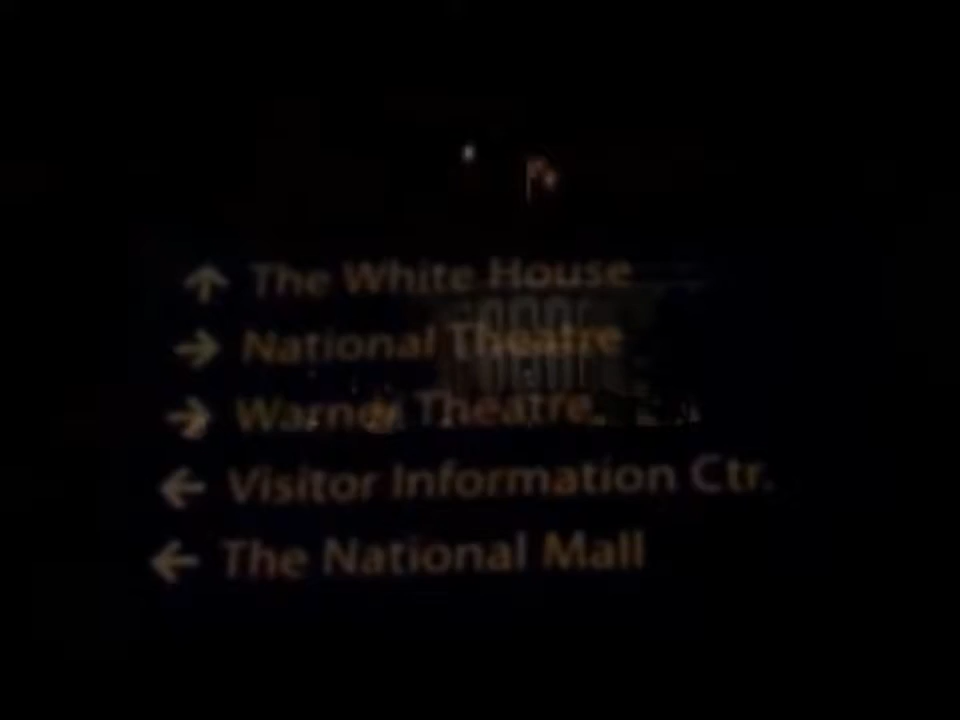 ↑ The White House
→ National Theatre
→ Warner Theatre
← Visitor Information Ctr.
← The National Mall